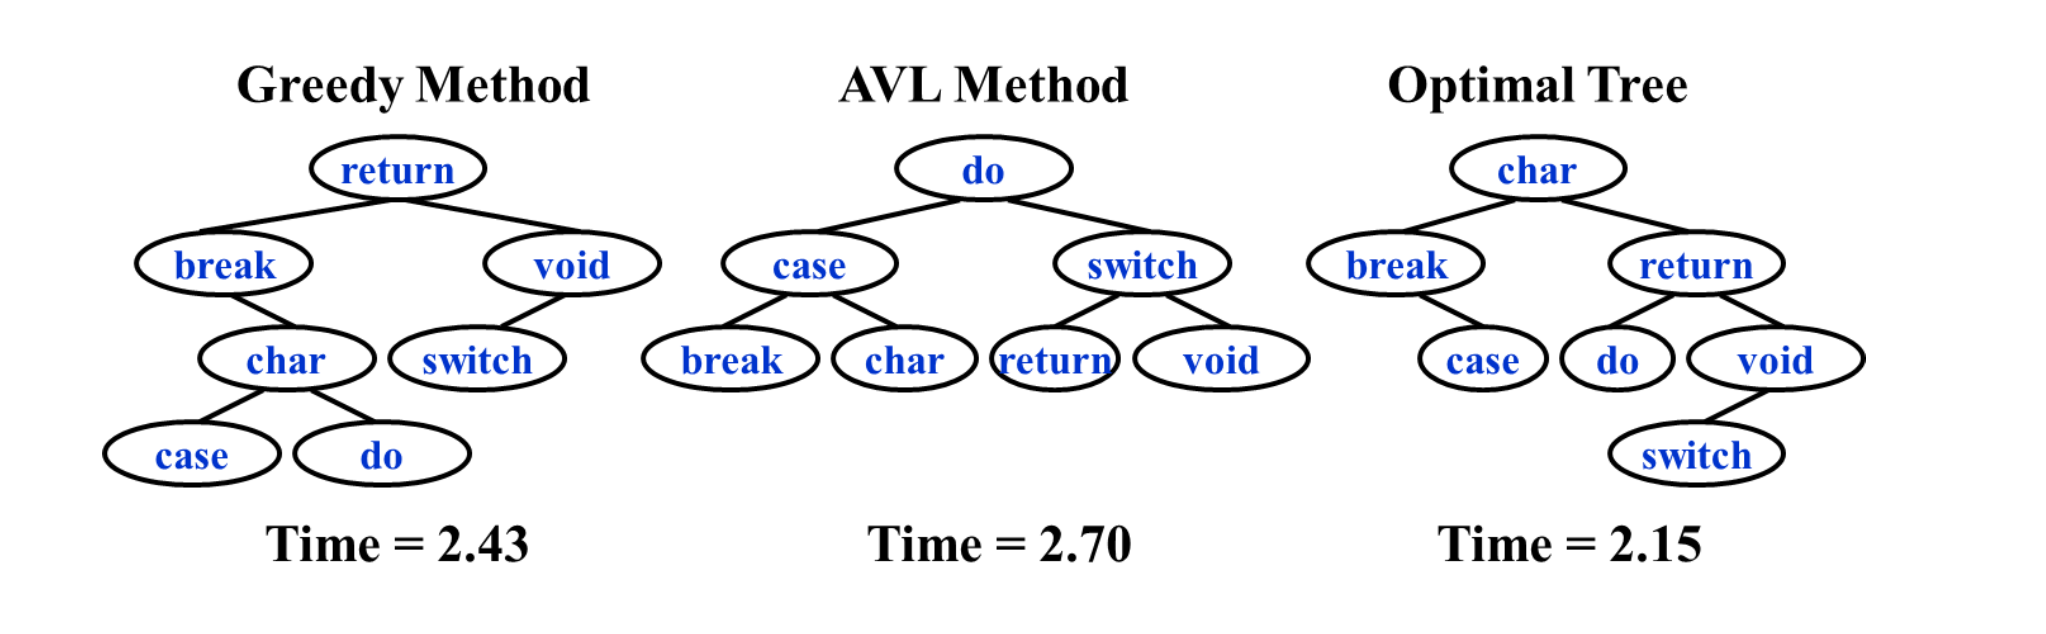 Greedy Method
AVL Method
Optimal Tree
return
do
char
break
void
case
switch
break
return
char
switch
break
char
return
void
case
do
void
case
do
switch
Time = 2.43
Time = 2.70
Time = 2.15